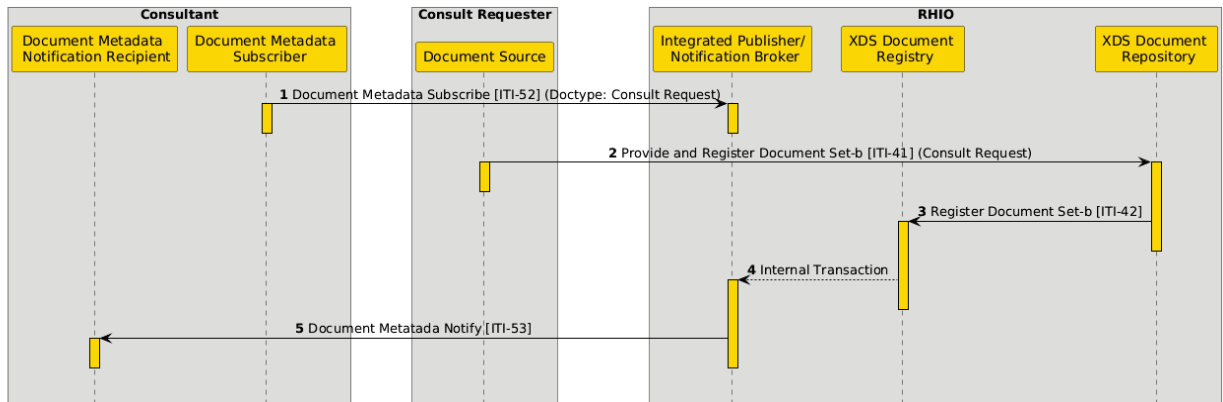 Consultant
Consult Requester
RHIO
Document Metadata
Notification Recipient
Document Metadata
Subscriber
Document Source
Integrated Publisher/
Notification Broker
XDS Document
Registry
XDS Document
Repository
1 Document Metadata Subscribe [ITI-52] (Doctype: Consult Request)
2 Provide and Register Document Set-b [ITI-41] (Consult Request)
3 Register Document Set-b [ITI-42]
4 Internal Transaction
5 Document Metatada Notify [ITI-53]